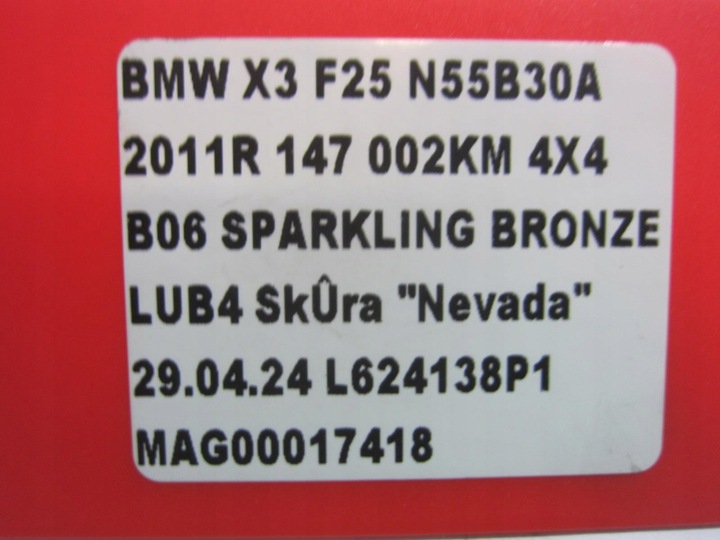 BMW X3 F25 N55B30A
2011R 147 002KM 4X4
B06 SPARKLING BRONZE
LUB4 SkÛra "Nevada"
29.04.24 L624138P1
MAG00017418